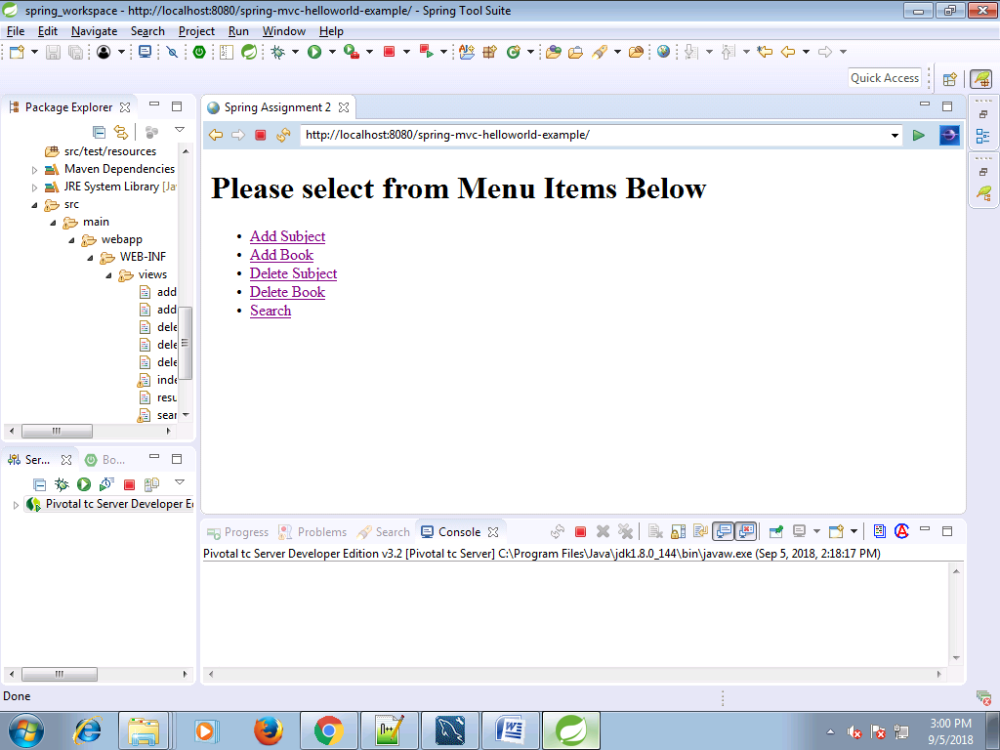 spring_workspace - http://localhost:8080/spring-mvc-helloworld-example/ - Spring Tool Suite
File Edit Navigate Search Project Run Window Help
Quick Access
Package Explorer
Spring Assignment 2
http://localhost:8080/spring-mvc-helloworld-example/
src/test/resources
Maven Dependencies
JRE System Library [Ja
src
main
webapp
WEB-INF
views
add
add
dele
dele
dele
inde
resu
sear
Please select from Menu Items Below
• Add Subject
• Add Book
• Delete Subject
• Delete Book
• Search
Ser... Bo...
Pivotal tc Server Developer E
Progress Problems Search Console
Pivotal tc Server Developer Edition v3.2 [Pivotal tc Server] C:\Program Files\Java\jdk1.8.0_144\bin\javaw.exe (Sep 5, 2018, 2:18:17 PM)
Done
3:00 PM
9/5/2018